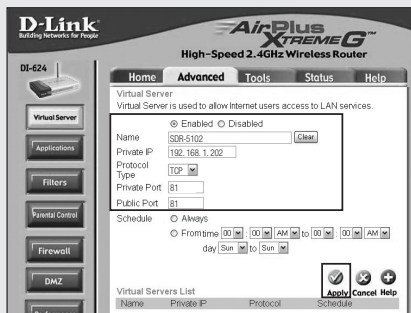 D-Link
Building Networks for People
AirPlus
XTREME G™
High-Speed 2.4GHz Wireless Router
DI-624
Home Advanced Tools Status Help
Virtual Server
Virtual Server is used to allow Internet users access to LAN services.
Virtual Server
Enabled Disabled
Name SDR-5102 Clear
Private IP 192.168.1.202
Protocol Type TCP
Private Port 81
Public Port 81
Schedule Always
From time 00 : 00 AM to 00 : 00 AM
day Sun to Sun
Applications
Filters
Parental Control
Firewall
DMZ
Apply Cancel Help
Virtual Servers List
Name Private IP Protocol Schedule